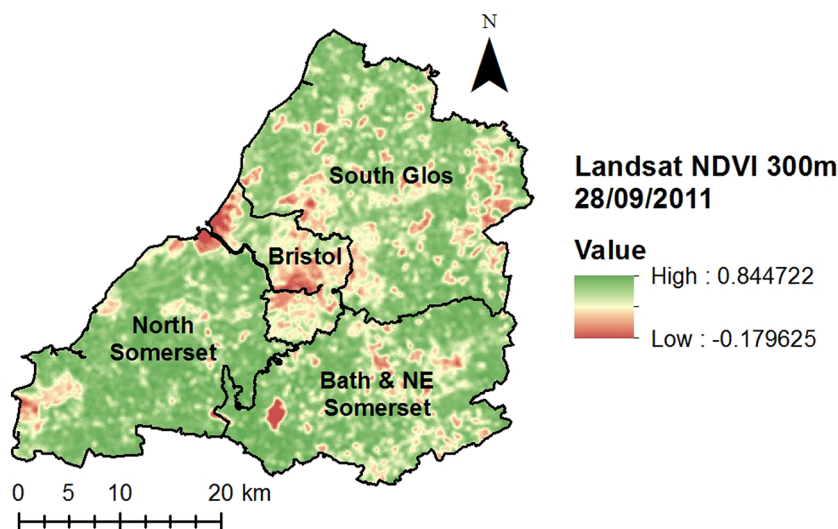 N
South Glos
Bristol
North
Somerset
Bath & NE
Somerset
Landsat NDVI 300m
28/09/2011
Value
High : 0.844722
Low : -0.179625
0 5 10 20 km